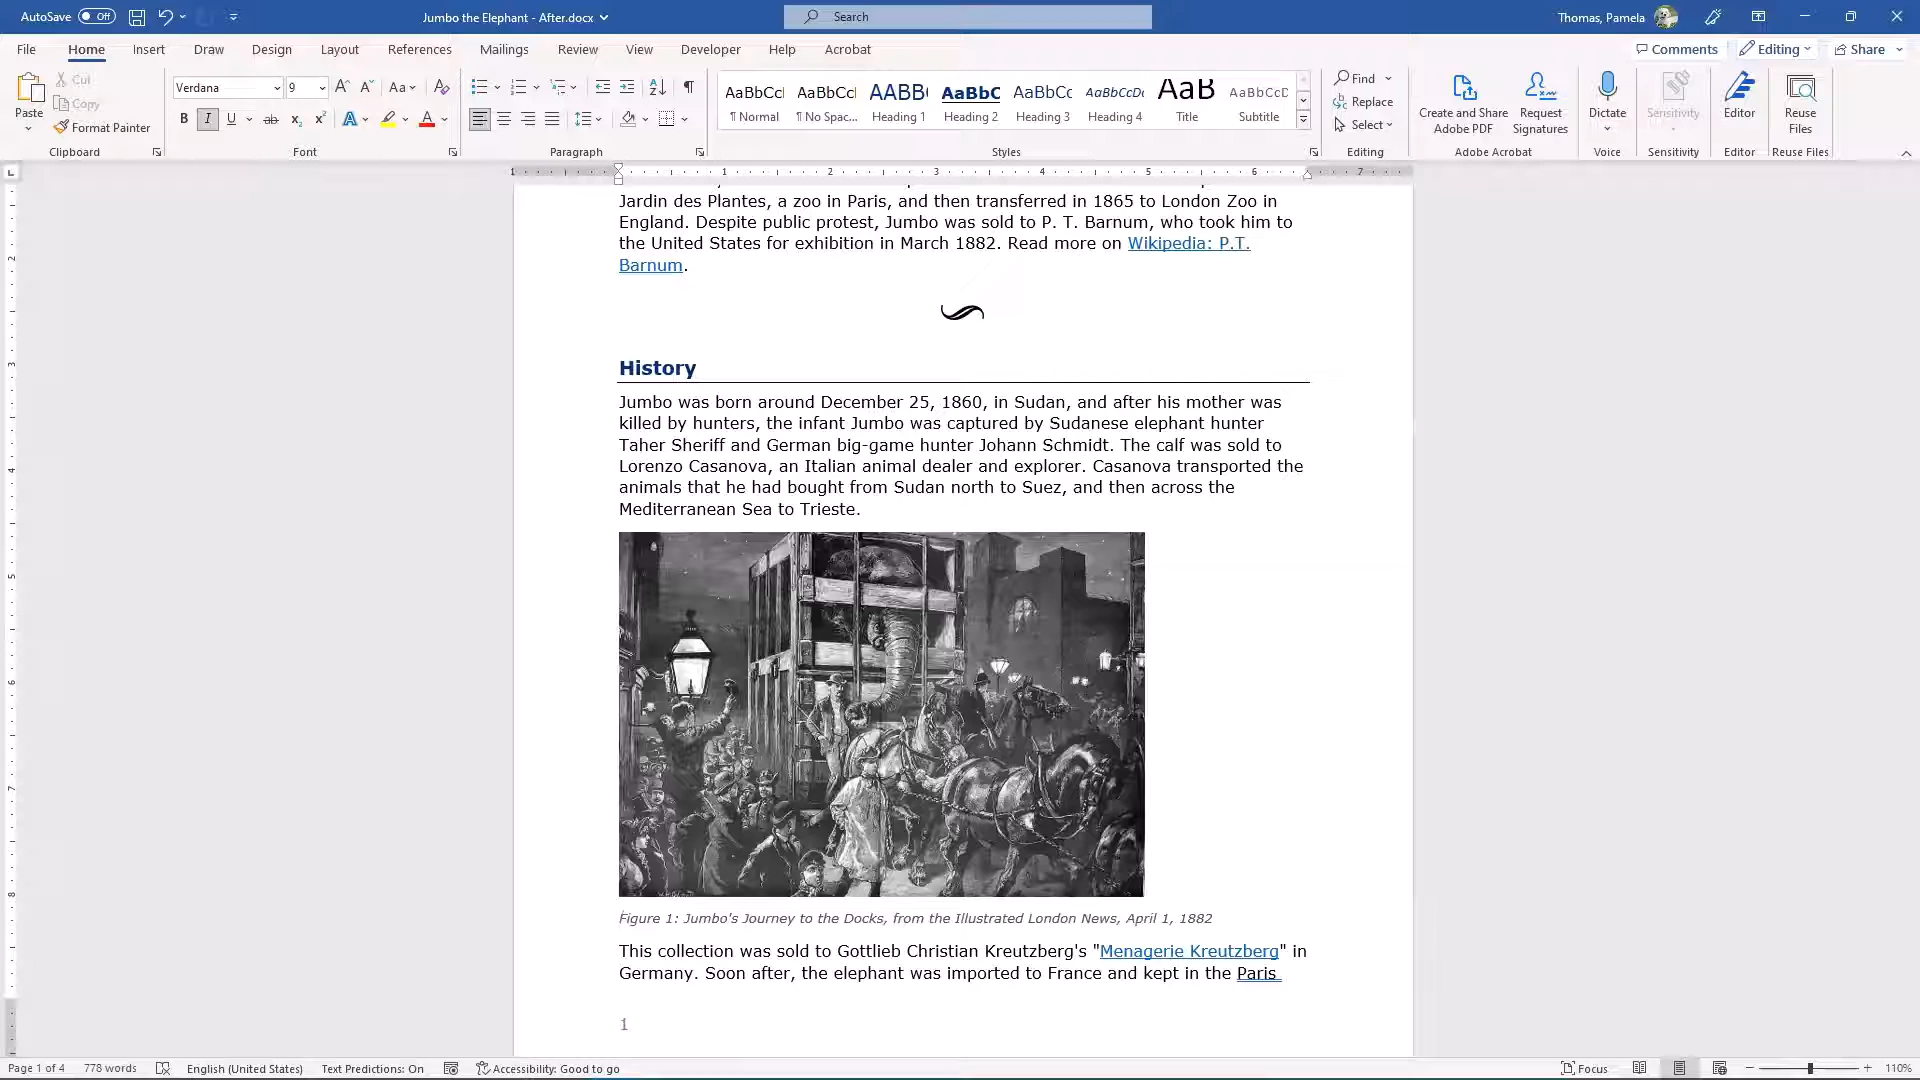 AutoSave Off
Jumbo the Elephant - After.docx
Search
Thomas, Pamela
File Home Insert Draw Design Layout References Mailings Review View Developer Help Acrobat
Comments Editing Share
Paste
Cut
Copy
Format Painter
Clipboard
Verdana 9
Font
Paragraph
AaBbCcI ¶ Normal
AaBbCcI ¶ No Spac...
AABB( Heading 1
AaBbC Heading 2
AaBbCc Heading 3
AaBbCcDc Heading 4
AaB Title
AaBbCcD Subtitle
Styles
Find
Replace
Select
Editing
Create and Share Adobe PDF
Request Signatures
Adobe Acrobat
Dictate
Voice
Sensitivity
Sensitivity
Editor
Editor
Reuse Files
Reuse Files
Jardin des Plantes, a zoo in Paris, and then transferred in 1865 to London Zoo in
England. Despite public protest, Jumbo was sold to P. T. Barnum, who took him to
the United States for exhibition in March 1882. Read more on Wikipedia: P.T.
Barnum.
History
Jumbo was born around December 25, 1860, in Sudan, and after his mother was
killed by hunters, the infant Jumbo was captured by Sudanese elephant hunter
Taher Sheriff and German big-game hunter Johann Schmidt. The calf was sold to
Lorenzo Casanova, an Italian animal dealer and explorer. Casanova transported the
animals that he had bought from Sudan north to Suez, and then across the
Mediterranean Sea to Trieste.
Figure 1: Jumbo's Journey to the Docks, from the Illustrated London News, April 1, 1882
This collection was sold to Gottlieb Christian Kreutzberg's "Menagerie Kreutzberg" in
Germany. Soon after, the elephant was imported to France and kept in the Paris
1
Page 1 of 4 778 words English (United States) Text Predictions: On Accessibility: Good to go Focus 110%